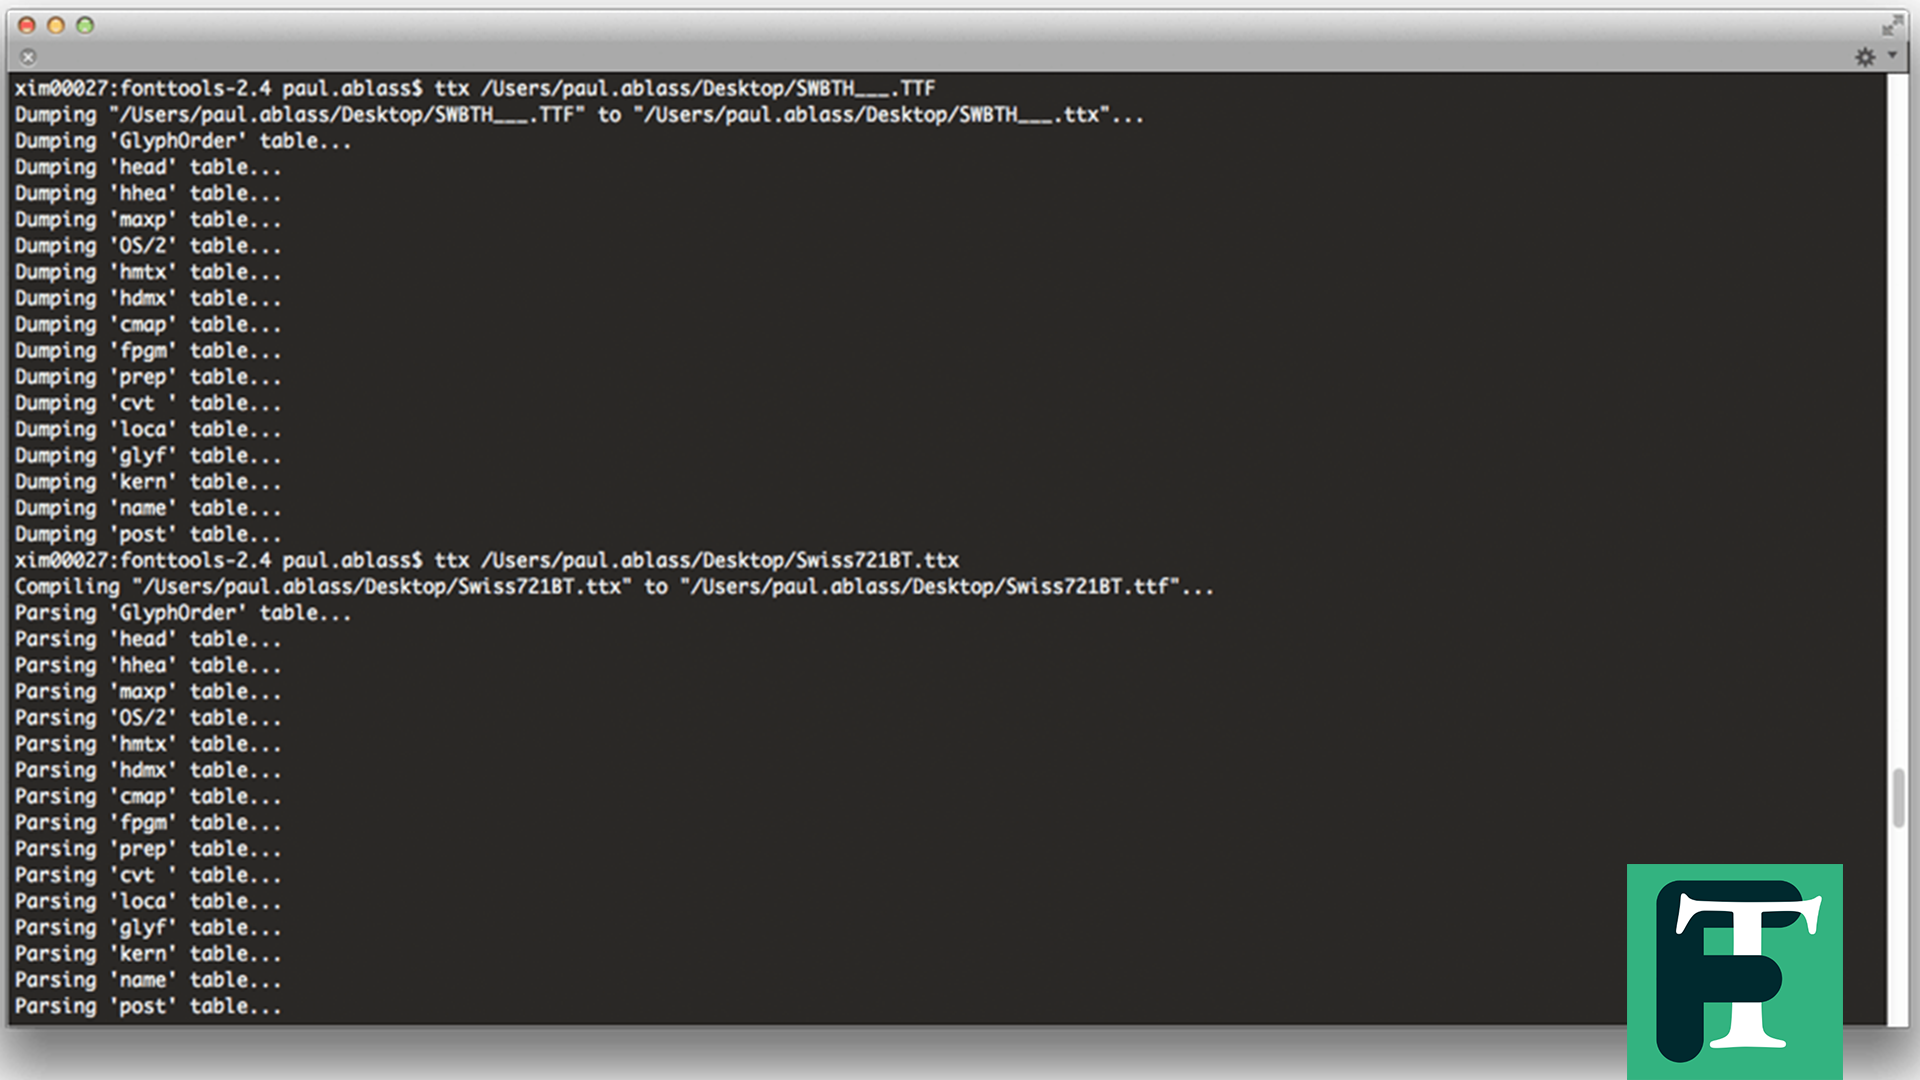 xim00027:fonttools-2.4 paul.ablass$ ttx /Users/paul.ablass/Desktop/SWBTH___.TTF
Dumping "/Users/paul.ablass/Desktop/SWBTH___.TTF" to "/Users/paul.ablass/Desktop/SWBTH___.ttx"...
Dumping 'GlyphOrder' table...
Dumping 'head' table...
Dumping 'hhea' table...
Dumping 'maxp' table...
Dumping 'OS/2' table...
Dumping 'hmtx' table...
Dumping 'hdmx' table...
Dumping 'cmap' table...
Dumping 'fpgm' table...
Dumping 'prep' table...
Dumping 'cvt ' table...
Dumping 'loca' table...
Dumping 'glyf' table...
Dumping 'kern' table...
Dumping 'name' table...
Dumping 'post' table...
xim00027:fonttools-2.4 paul.ablass$ ttx /Users/paul.ablass/Desktop/Swiss721BT.ttx
Compiling "/Users/paul.ablass/Desktop/Swiss721BT.ttx" to "/Users/paul.ablass/Desktop/Swiss721BT.ttf"...
Parsing 'GlyphOrder' table...
Parsing 'head' table...
Parsing 'hhea' table...
Parsing 'maxp' table...
Parsing 'OS/2' table...
Parsing 'hmtx' table...
Parsing 'hdmx' table...
Parsing 'cmap' table...
Parsing 'fpgm' table...
Parsing 'prep' table...
Parsing 'cvt ' table...
Parsing 'loca' table...
Parsing 'glyf' table...
Parsing 'kern' table...
Parsing 'name' table...
Parsing 'post' table...
FT